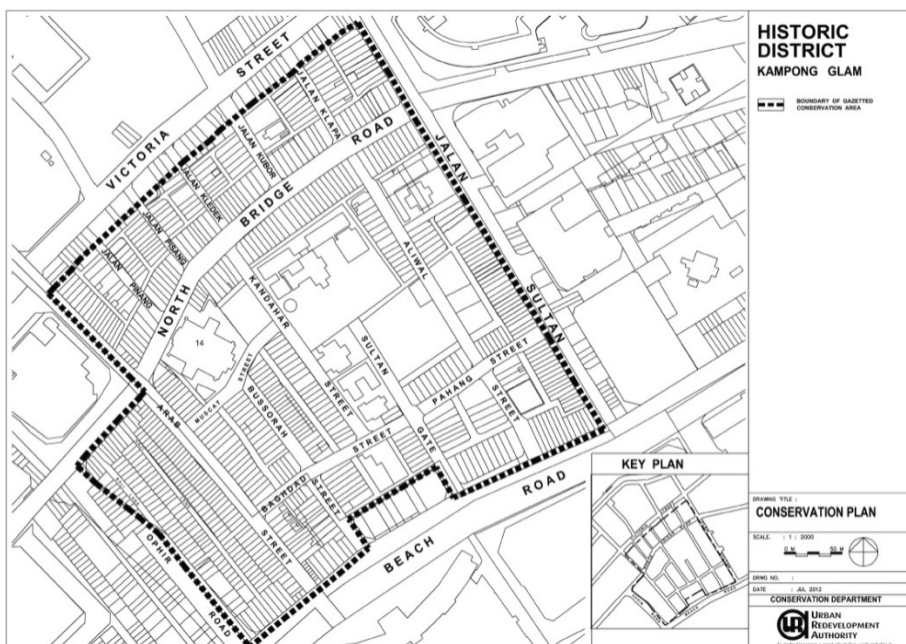 HISTORIC
DISTRICT
KAMPONG GLAM
BOUNDARY OF GAZETTED
CONSERVATION AREA
VICTORIA STREET
JALAN KLAPA
JALAN KUBOR
JALAN KLEDEK
JALAN PISANG
JALAN PINANG
NORTH BRIDGE ROAD
JALAN SULTAN
KANDAHAR STREET
ALIWAL STREET
SULTAN GATE
PAHANG STREET
14
MUSCAT STREET
BUSSORAH STREET
ARAB STREET
BAGHDAD STREET
OPHIR ROAD
BEACH ROAD
KEY PLAN
DRAWING TITLE :
CONSERVATION PLAN
SCALE. : 1 : 2000
0 M 50 M
DRWG NO. :
DATE : JUL 2012
CONSERVATION DEPARTMENT
URBAN
REDEVELOPMENT
AUTHORITY